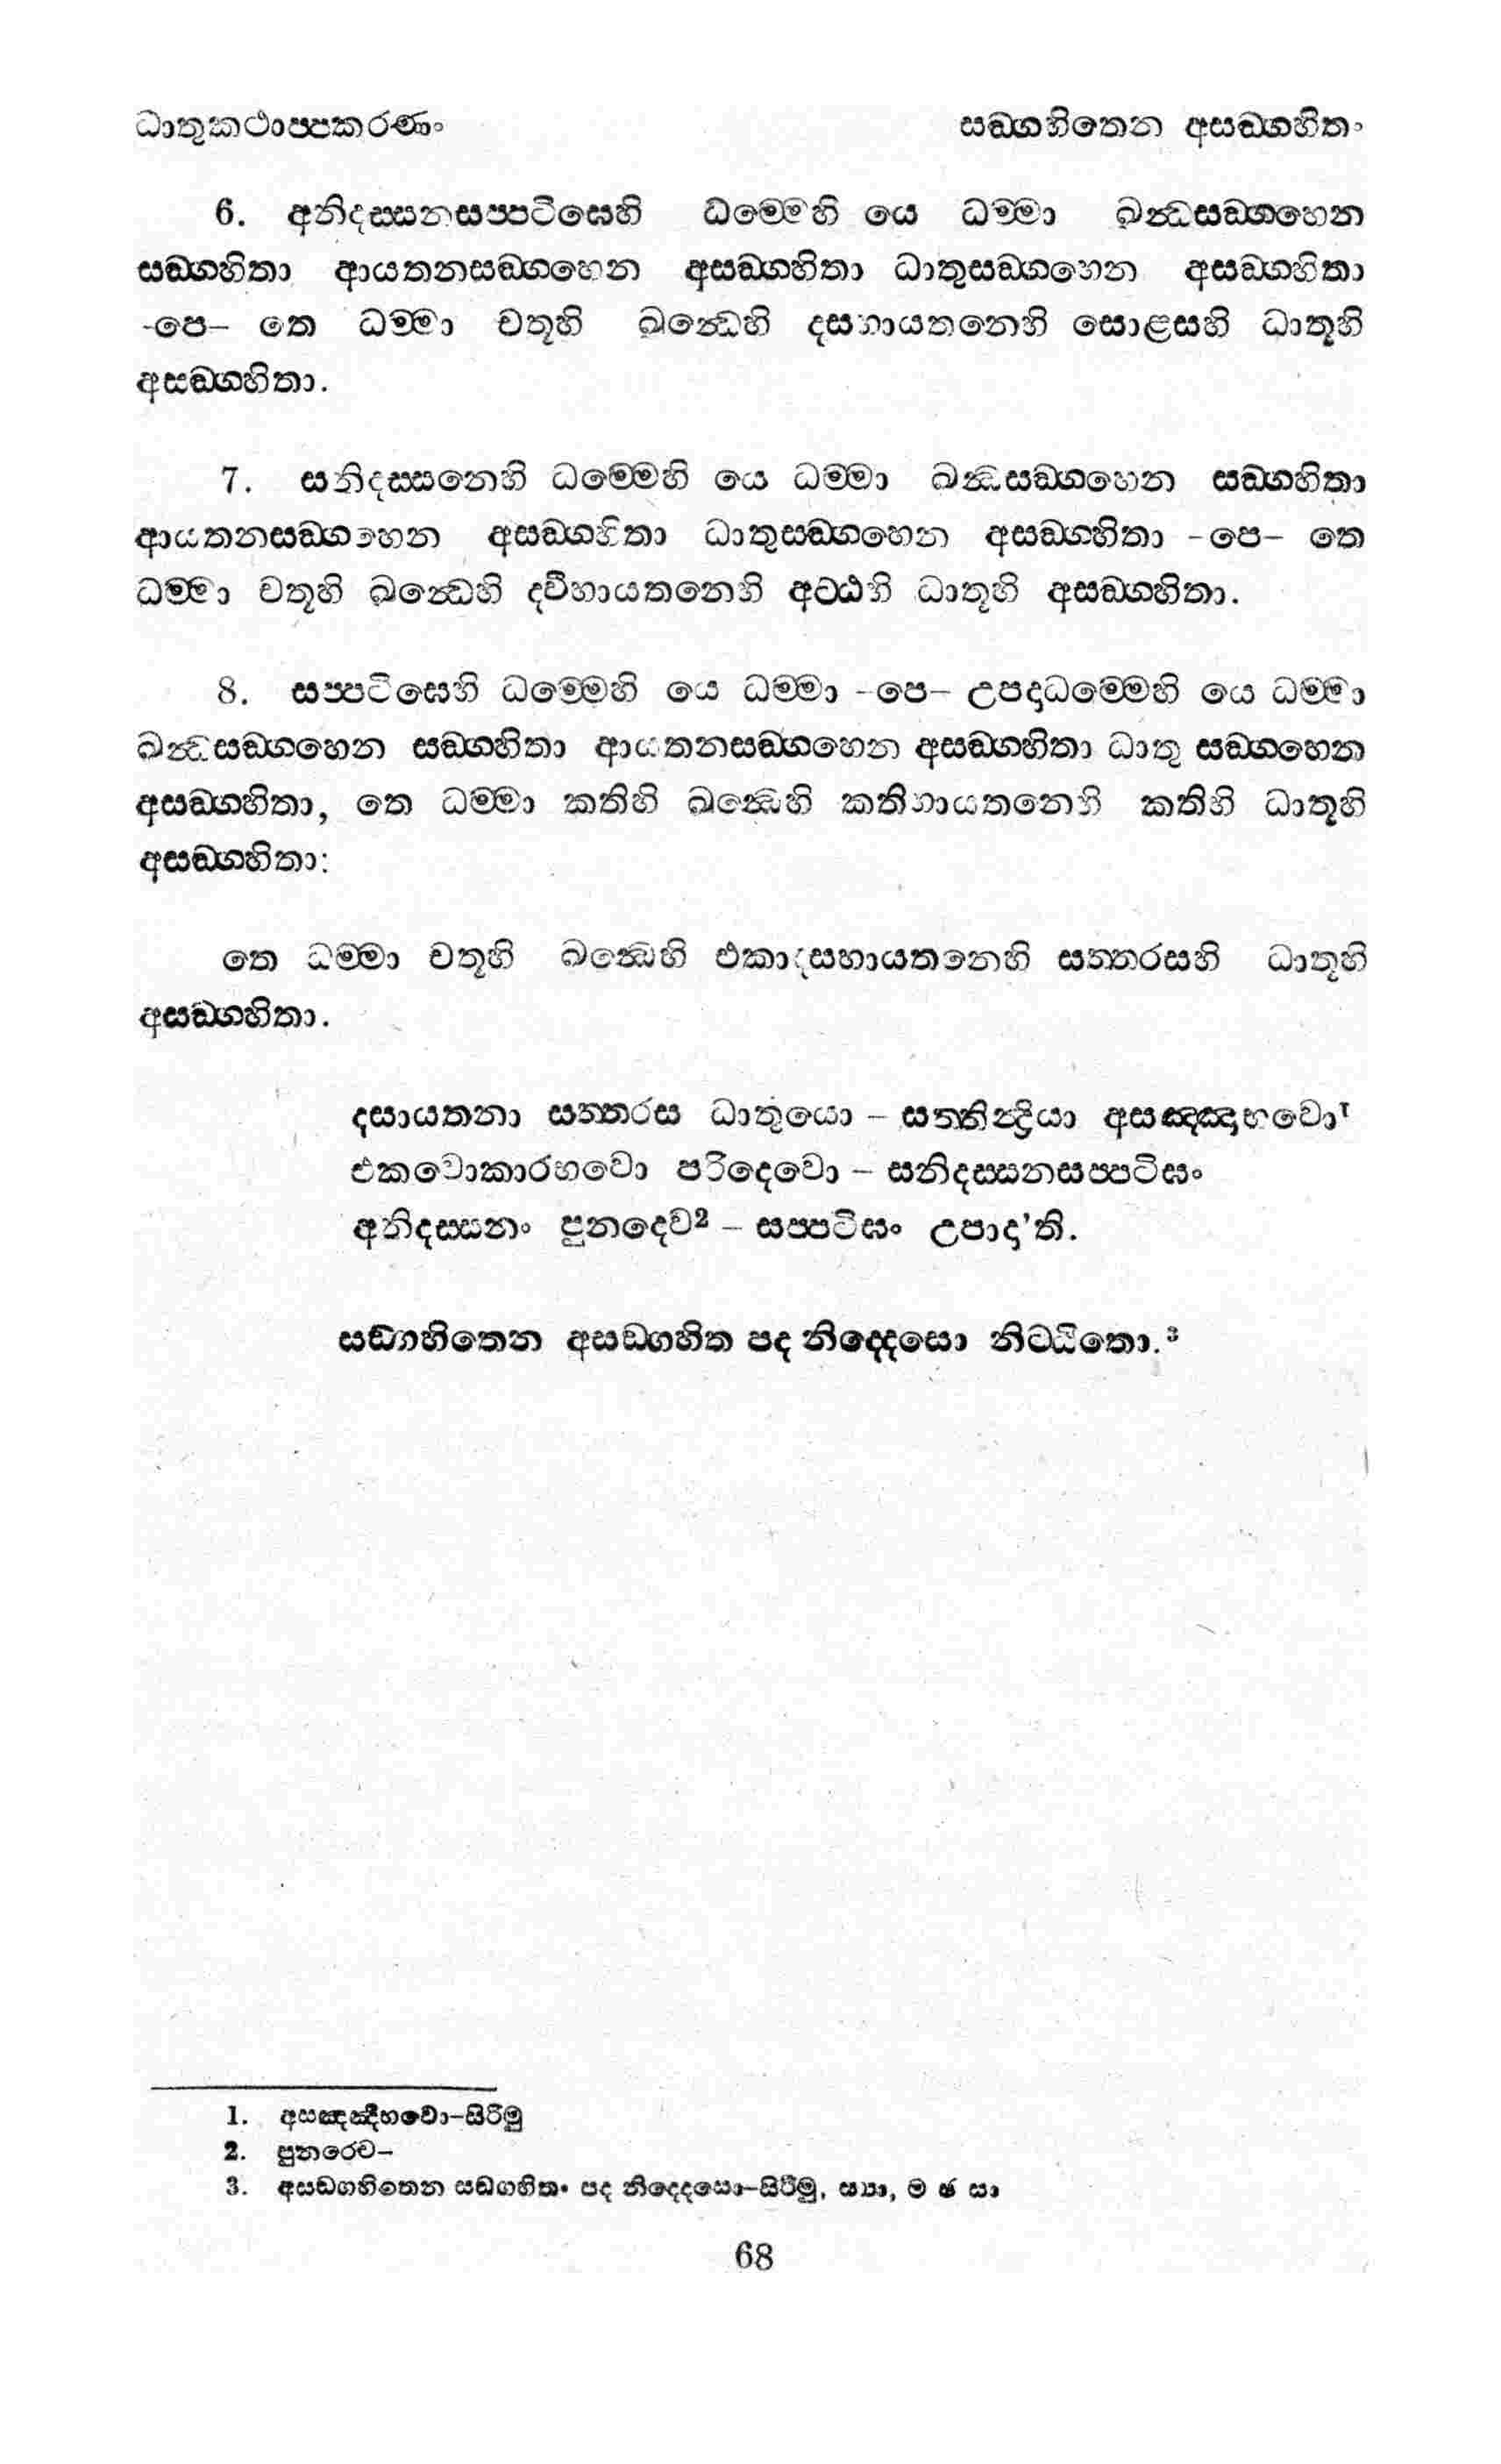 ධාතුකථාප්පකරණං සඞ්ගහිතෙන අසඞ්ගහිතං
6. අනිදස්සනසප්පටිඝෙහි ධම්මෙහි යෙ ධම්මා ඛන්ධසඞ්ගහෙන
සඞ්ගහිතා ආයතනසඞ්ගහෙන අසඞ්ගහිතා ධාතුසඞ්ගහෙන අසඞ්ගහිතා
-පෙ- තෙ ධම්මා චතූහි ඛන්ධෙහි දසහායතනෙහි සොළසහි ධාතූහි
අසඞ්ගහිතා.
7. සනිදස්සනෙහි ධම්මෙහි යෙ ධම්මා ඛන්ධසඞ්ගහෙන සඞ්ගහිතා
ආයතනසඞ්ගහෙන අසඞ්ගහිතා ධාතුසඞ්ගහෙන අසඞ්ගහිතා -පෙ- තෙ
ධම්මා චතූහි ඛන්ධෙහි ද්වීහායතනෙහි අට්ඨහි ධාතූහි අසඞ්ගහිතා.
8. සප්පටිඝෙහි ධම්මෙහි යෙ ධම්මා -පෙ- උපදාධම්මෙහි යෙ ධම්මා
ඛන්ධසඞ්ගහෙන සඞ්ගහිතා ආයතනසඞ්ගහෙන අසඞ්ගහිතා ධාතු සඞ්ගහෙන
අසඞ්ගහිතා, තෙ ධම්මා කතිහි ඛන්ධෙහි කතිහායතනෙහි කතිහි ධාතූහි
අසඞ්ගහිතා:
තෙ ධම්මා චතූහි ඛන්ධෙහි එකාදසහායතනෙහි සත්තරසහි ධාතූහි
අසඞ්ගහිතා.
දසායතනා සත්තරස ධාතුයො - සත්තින්ද්‍රියා අසඤ්ඤාභවො¹
එකවොකාරභවො පරිදෙවො - සනිදස්සනසප්පටිඝං
අනිදස්සනං පුනදෙව² - සප්පටිඝං උපාදා'ති.
සඞ්ගහිතෙන අසඞ්ගහිත පද නිද්දෙසො නිට්ඨිතො.³
1. අසඤ්ඤීභවො-සිරිමු
2. පුනරෙව-
3. අසඞ්ගහිතෙන සඞ්ගහිතං පද නිද්දෙසො-සිරිමු, ස්‍යා, ම ඡ සා
68